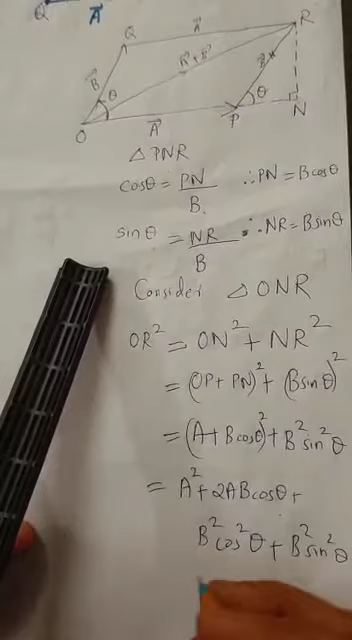 Q A⃗
Q A⃗ R
B⃗ R⃗+B⃗ B⃗
θ θ
O A⃗ P N
△ PNR
cosθ = PN/B. ∴ PN = Bcosθ
sinθ = NR/B ∴ NR = Bsinθ
Consider △ ONR
OR² = ON² + NR²
= (OP + PN)² + (Bsinθ)²
= (A + Bcosθ)² + B²sin²θ
= A² + 2ABcosθ +
B²cos²θ + B²sin²θ